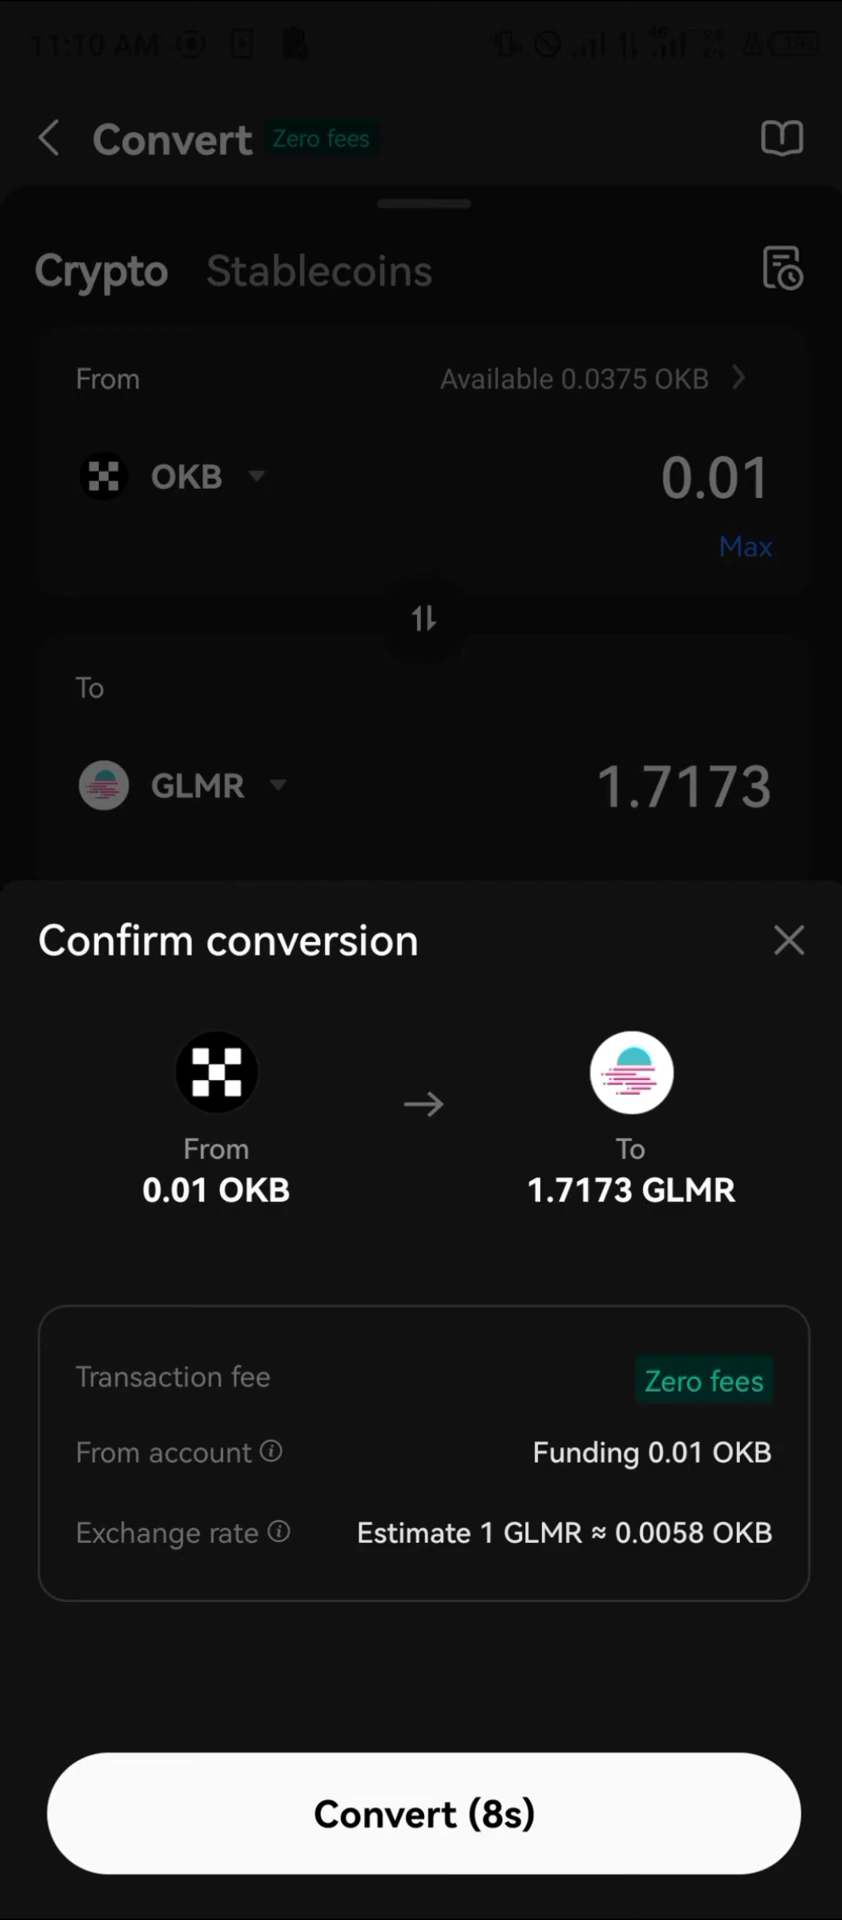 11:10 AM
Convert Zero fees
Crypto Stablecoins
From Available 0.0375 OKB
OKB 0.01
Max
To
GLMR 1.7173
Confirm conversion
From To
0.01 OKB 1.7173 GLMR
Transaction fee Zero fees
From account Funding 0.01 OKB
Exchange rate Estimate 1 GLMR ≈ 0.0058 OKB
Convert (8s)